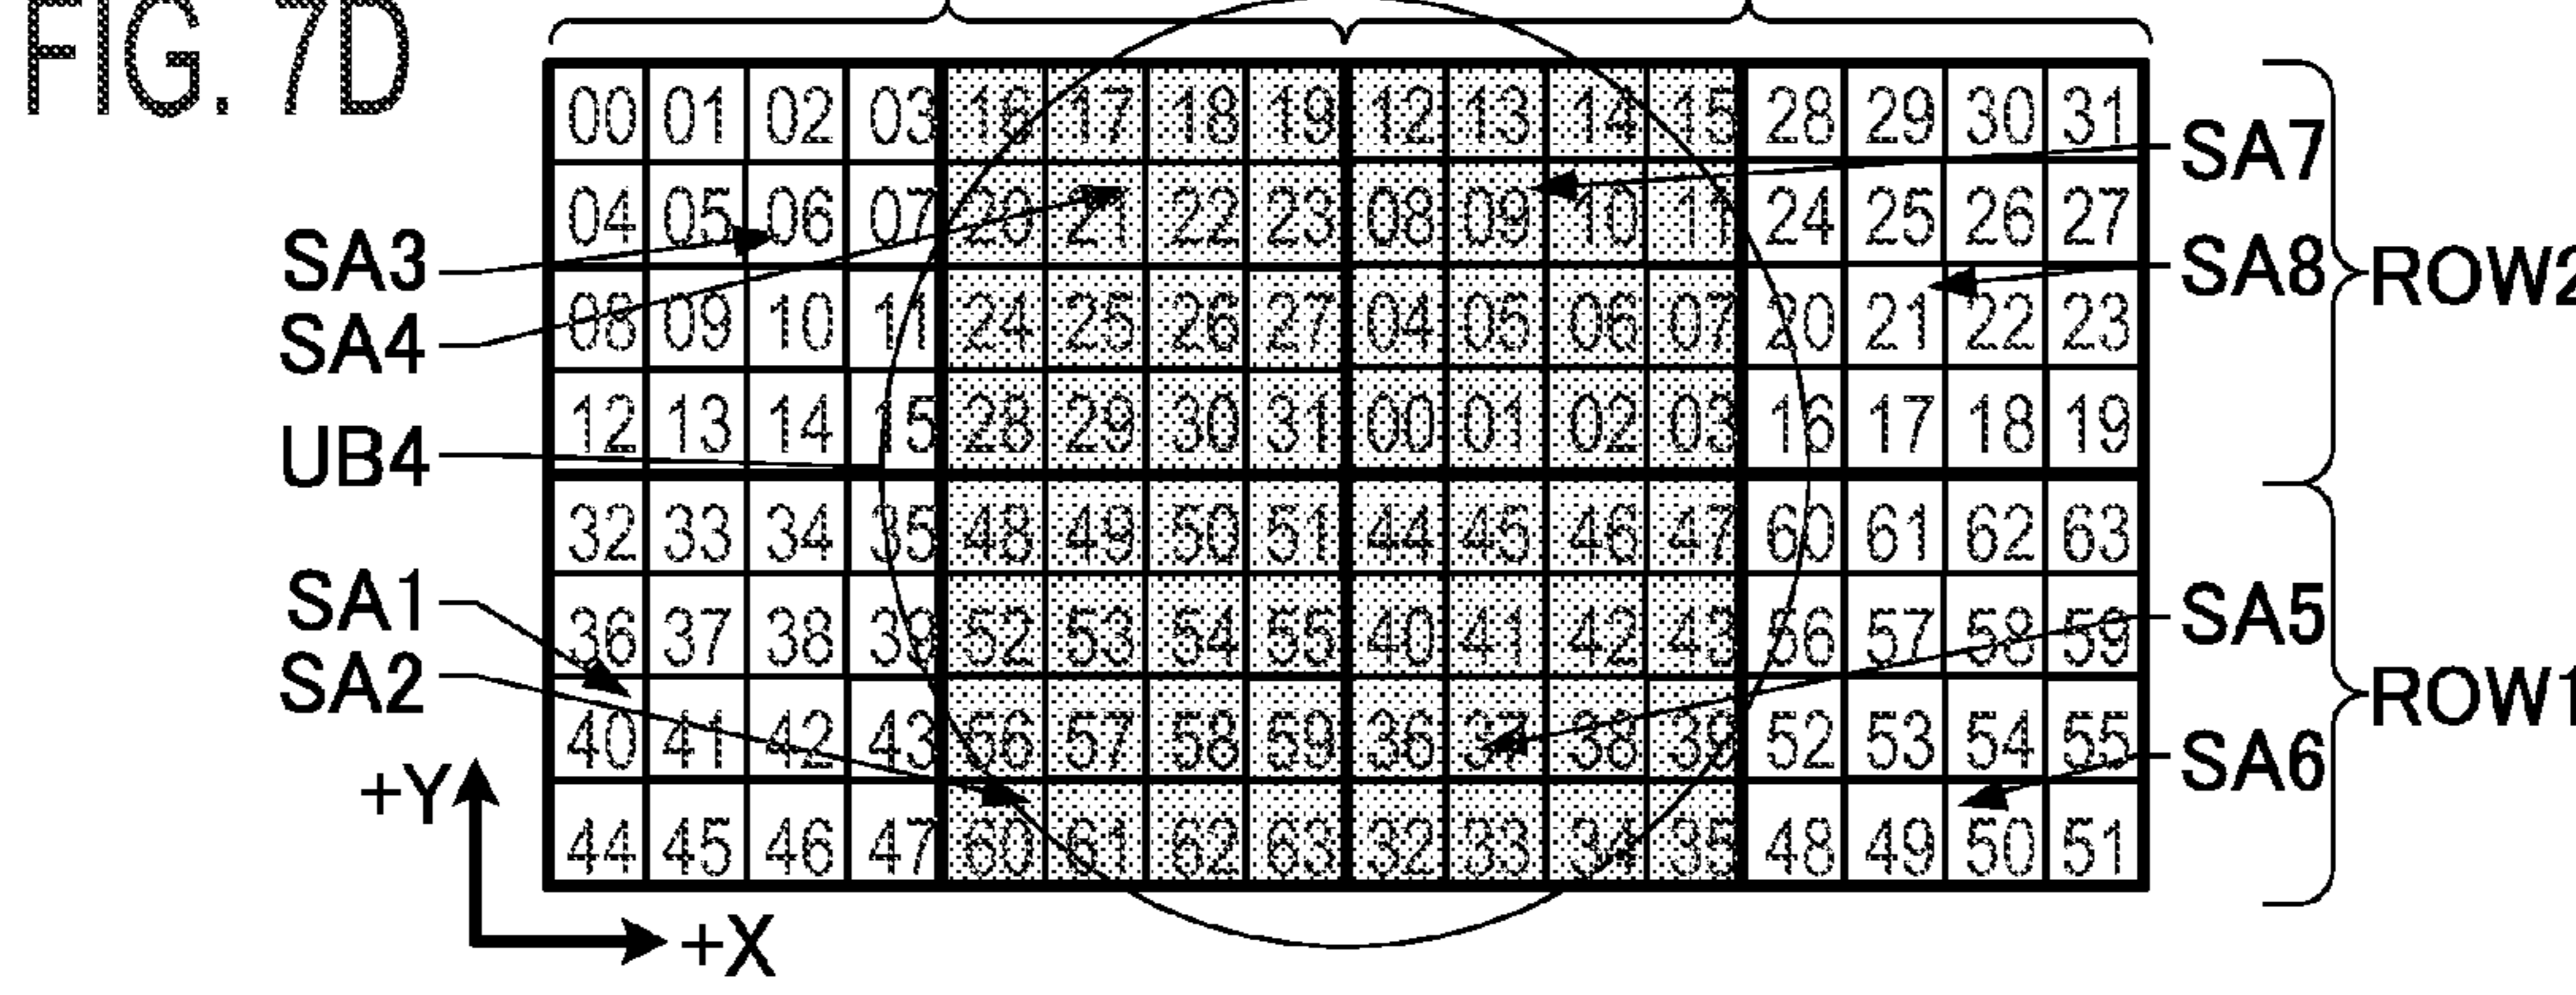 FIG. 7D
00 01 02 03 16 17 18 19 12 13 14 15 28 29 30 31
SA7
04 05 06 07 20 21 22 23 08 09 10 11 24 25 26 27
SA3
SA8
ROW2
08 09 10 11 24 25 26 27 04 05 06 07 20 21 22 23
SA4
12 13 14 15 28 29 30 31 00 01 02 03 16 17 18 19
UB4
32 33 34 35 48 49 50 51 44 45 46 47 60 61 62 63
SA1
36 37 38 39 52 53 54 55 40 41 42 43 56 57 58 59
SA5
SA2
ROW1
40 41 42 43 56 57 58 59 36 37 38 39 52 53 54 55
SA6
+Y
44 45 46 47 60 61 62 63 32 33 34 35 48 49 50 51
+X